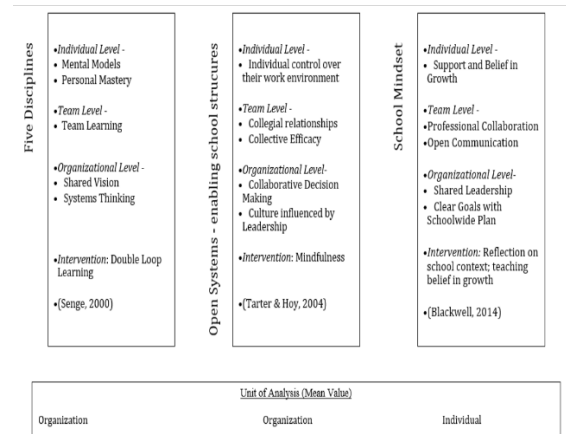 Five Disciplines
•Individual Level -
• Mental Models
• Personal Mastery
•Team Level -
• Team Learning
•Organizational Level -
• Shared Vision
• Systems Thinking
•Intervention: Double Loop
Learning
•(Senge, 2000)
Open Systems - enabling school strucures
•Individual Level -
• Individual control over
their work environment
•Team Level -
• Collegial relationships
• Collective Efficacy
•Organizational Level-
• Collaborative Decision
Making
• Culture influenced by
Leadership
•Intervention: Mindfulness
•(Tarter & Hoy, 2004)
School Mindset
•Individual Level -
• Support and Belief in
Growth
•Team Level -
•Professional Collaboration
•Open Communication
•Organizational Level-
• Shared Leadership
• Clear Goals with
Schoolwide Plan
•Intervention: Reflection on
school context; teaching
belief in growth
•(Blackwell, 2014)
Unit of Analysis (Mean Value)
Organization Organization Individual